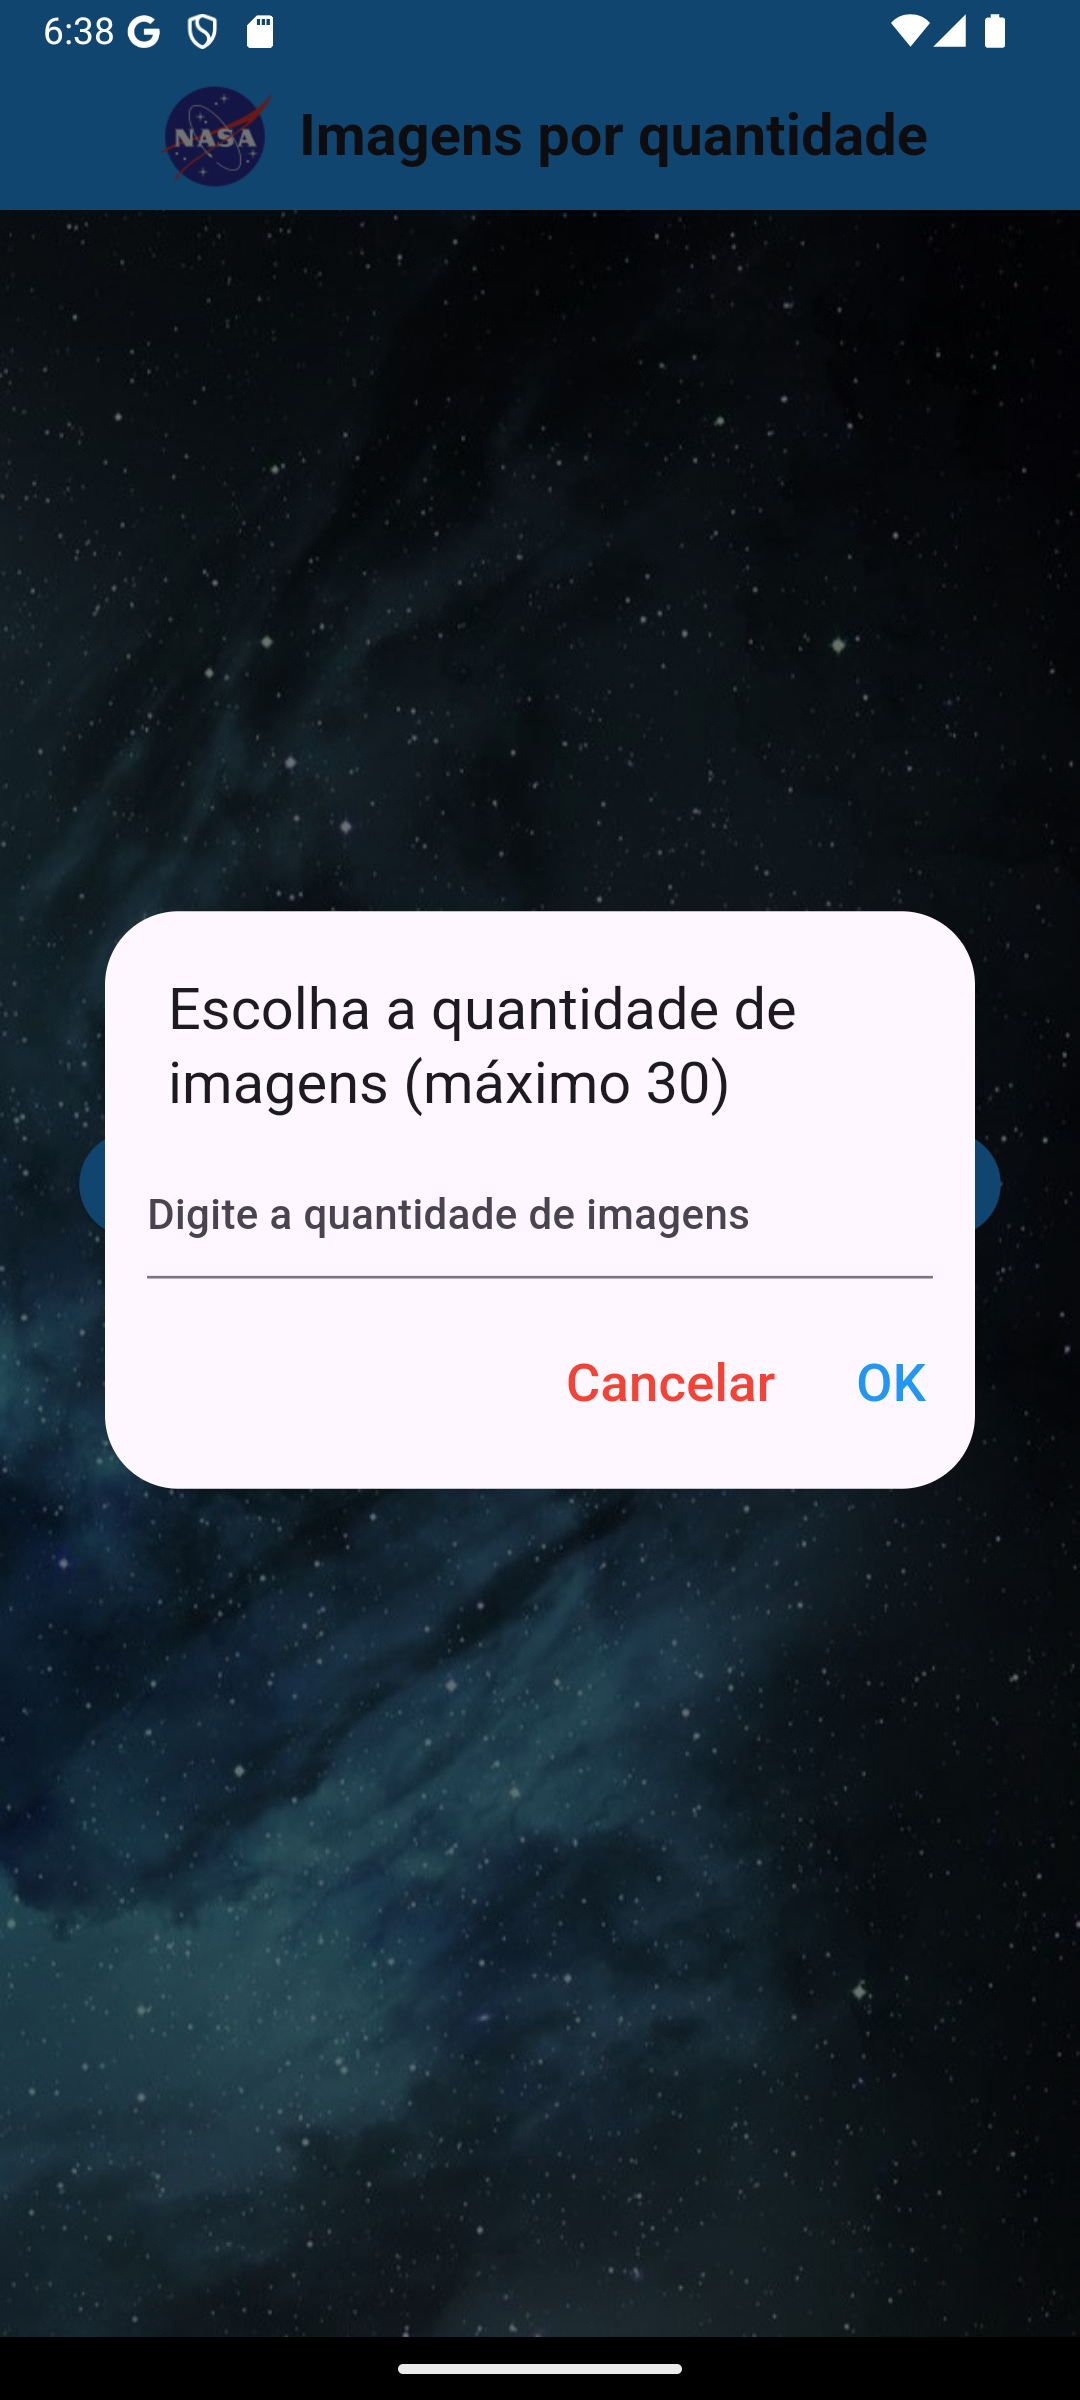 6:38
NASA
Imagens por quantidade
Escolha a quantidade de
imagens (máximo 30)
Digite a quantidade de imagens
Cancelar
OK